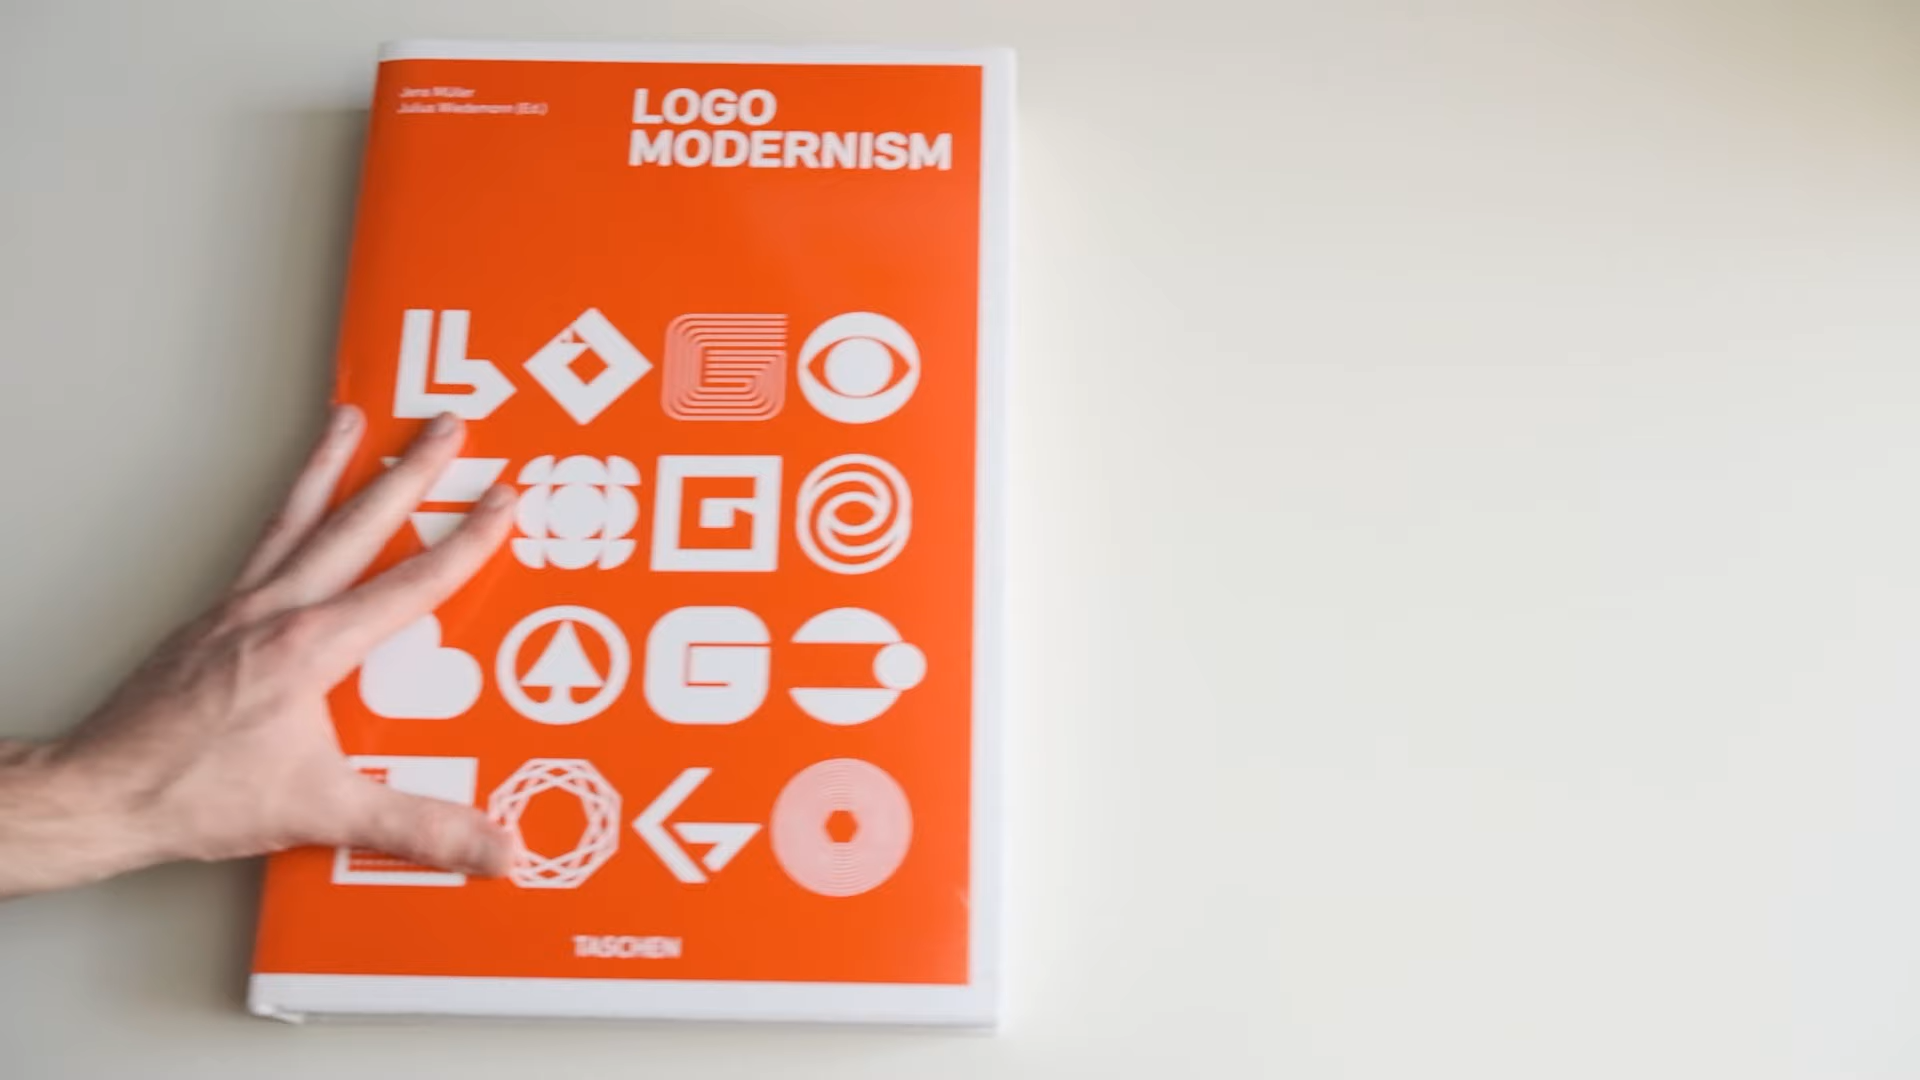 Jens Müller
Julius Wiedemann (Ed.)
LOGO
MODERNISM
TASCHEN